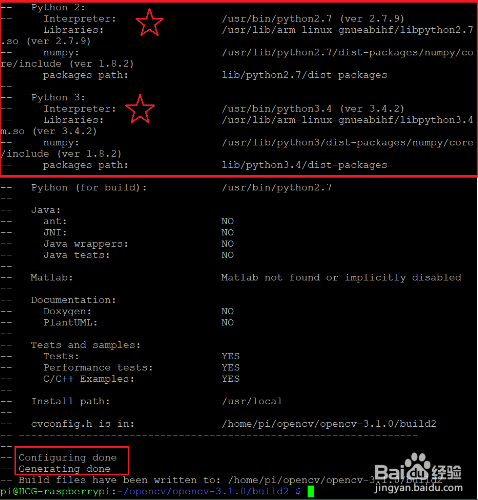 -- Python 2:
-- Interpreter: /usr/bin/python2.7 (ver 2.7.9)
-- Libraries: /usr/lib/arm-linux-gnueabihf/libpython2.7
.so (ver 2.7.9)
-- numpy: /usr/lib/python2.7/dist-packages/numpy/co
re/include (ver 1.8.2)
-- packages path: lib/python2.7/dist-packages
--
-- Python 3:
-- Interpreter: /usr/bin/python3.4 (ver 3.4.2)
-- Libraries: /usr/lib/arm-linux-gnueabihf/libpython3.4
m.so (ver 3.4.2)
-- numpy: /usr/lib/python3/dist-packages/numpy/core
/include (ver 1.8.2)
-- packages path: lib/python3.4/dist-packages
--
-- Python (for build): /usr/bin/python2.7
--
-- Java:
-- ant: NO
-- JNI: NO
-- Java wrappers: NO
-- Java tests: NO
--
-- Matlab: Matlab not found or implicitly disabled
--
-- Documentation:
-- Doxygen: NO
-- PlantUML: NO
--
-- Tests and samples:
-- Tests: YES
-- Performance tests: YES
-- C/C++ Examples: YES
--
-- Install path: /usr/local
--
-- cvconfig.h is in: /home/pi/opencv/opencv-3.1.0/build2
-- -----------------------------------------------------------------
--
-- Configuring done
-- Generating done
-- Build files have been written to: /home/pi/opencv/opencv-3.1.0/build2
pi@HCG-raspberrypi:~/opencv/opencv-3.1.0/build2 $
Bai du 经验
jingyan.baidu.com